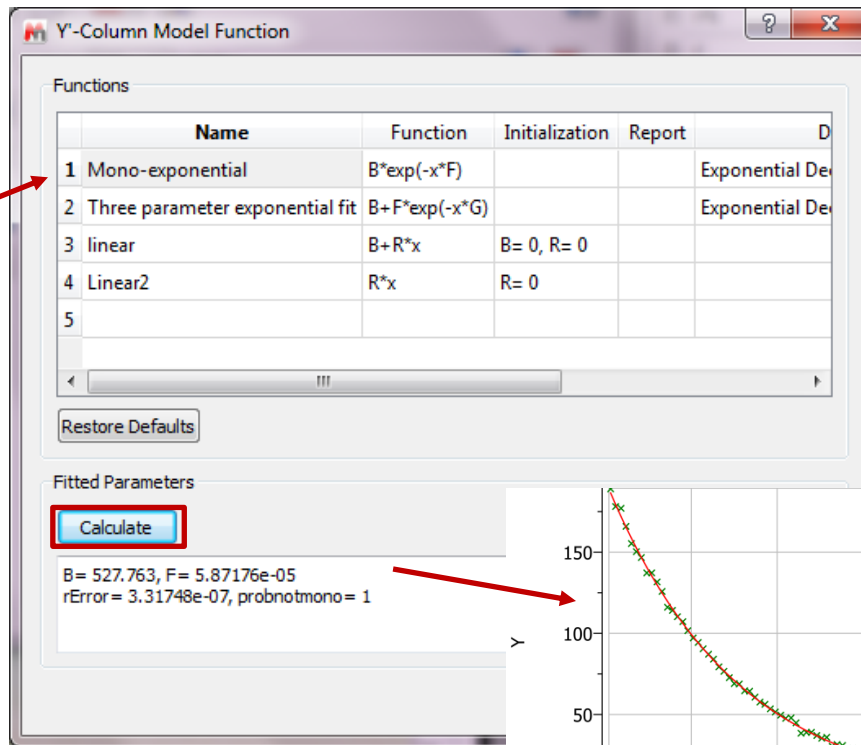 Y'-Column Model Function
Functions
Name Function Initialization Report D
1 Mono-exponential B*exp(-x*F) Exponential De
2 Three parameter exponential fit B+F*exp(-x*G) Exponential De
3 linear B+R*x B= 0, R= 0
4 Linear2 R*x R= 0
5
Restore Defaults
Fitted Parameters
Calculate
B= 527.763, F= 5.87176e-05
rError= 3.31748e-07, probnotmono= 1
150
100
50
Y